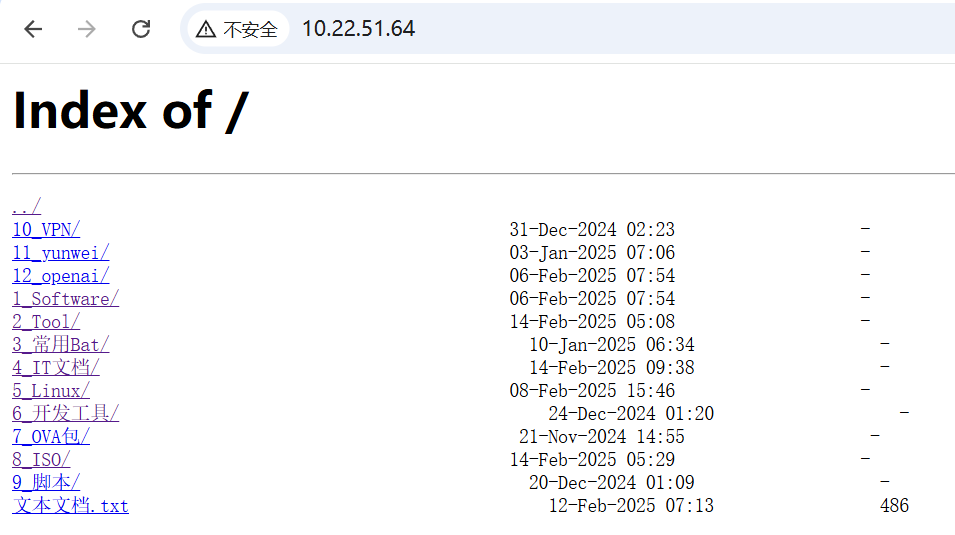 不安全 10.22.51.64
Index of /
../
10_VPN/ 31-Dec-2024 02:23 -
11_yunwei/ 03-Jan-2025 07:06 -
12_openai/ 06-Feb-2025 07:54 -
1_Software/ 06-Feb-2025 07:54 -
2_Tool/ 14-Feb-2025 05:08 -
3_常用Bat/ 10-Jan-2025 06:34 -
4_IT文档/ 14-Feb-2025 09:38 -
5_Linux/ 08-Feb-2025 15:46 -
6_开发工具/ 24-Dec-2024 01:20 -
7_OVA包/ 21-Nov-2024 14:55 -
8_ISO/ 14-Feb-2025 05:29 -
9_脚本/ 20-Dec-2024 01:09 -
文本文档.txt 12-Feb-2025 07:13 486